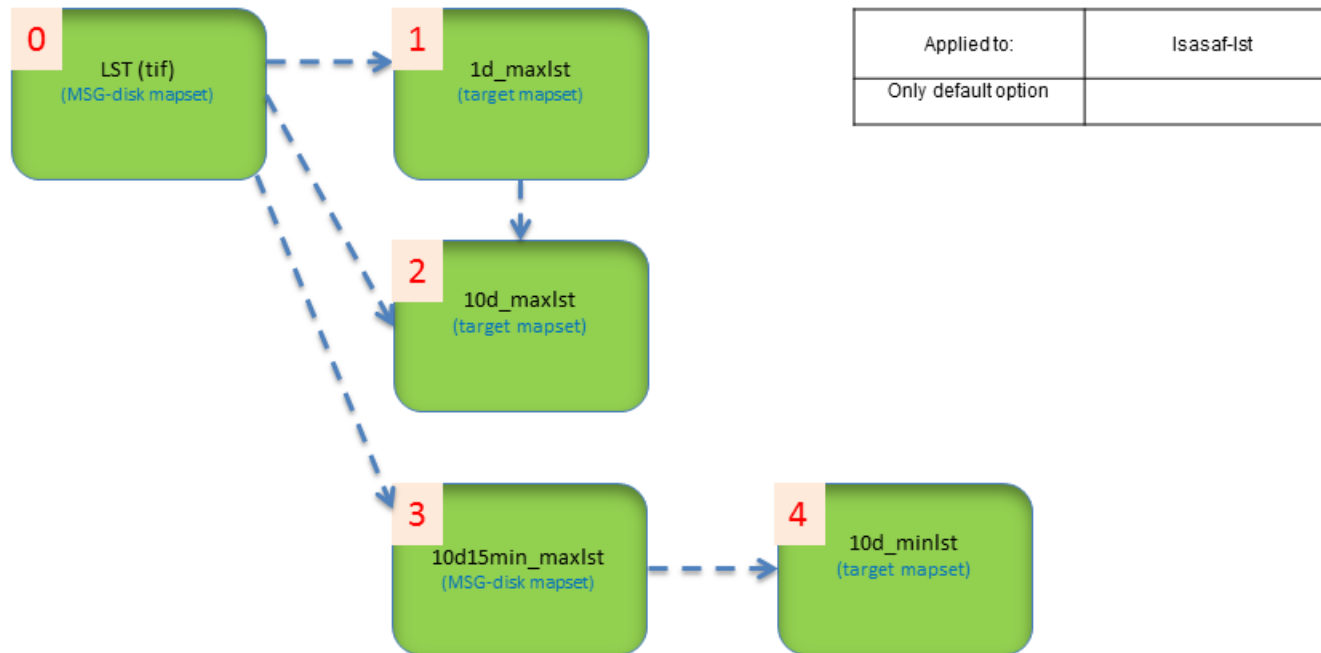 0
LST (tif)
(MSG-disk mapset)
1
1d_maxlst
(target mapset)
Applied to: lsasaf-lst
Only default option
2
10d_maxlst
(target mapset)
3
10d15min_maxlst
(MSG-disk mapset)
4
10d_minlst
(target mapset)